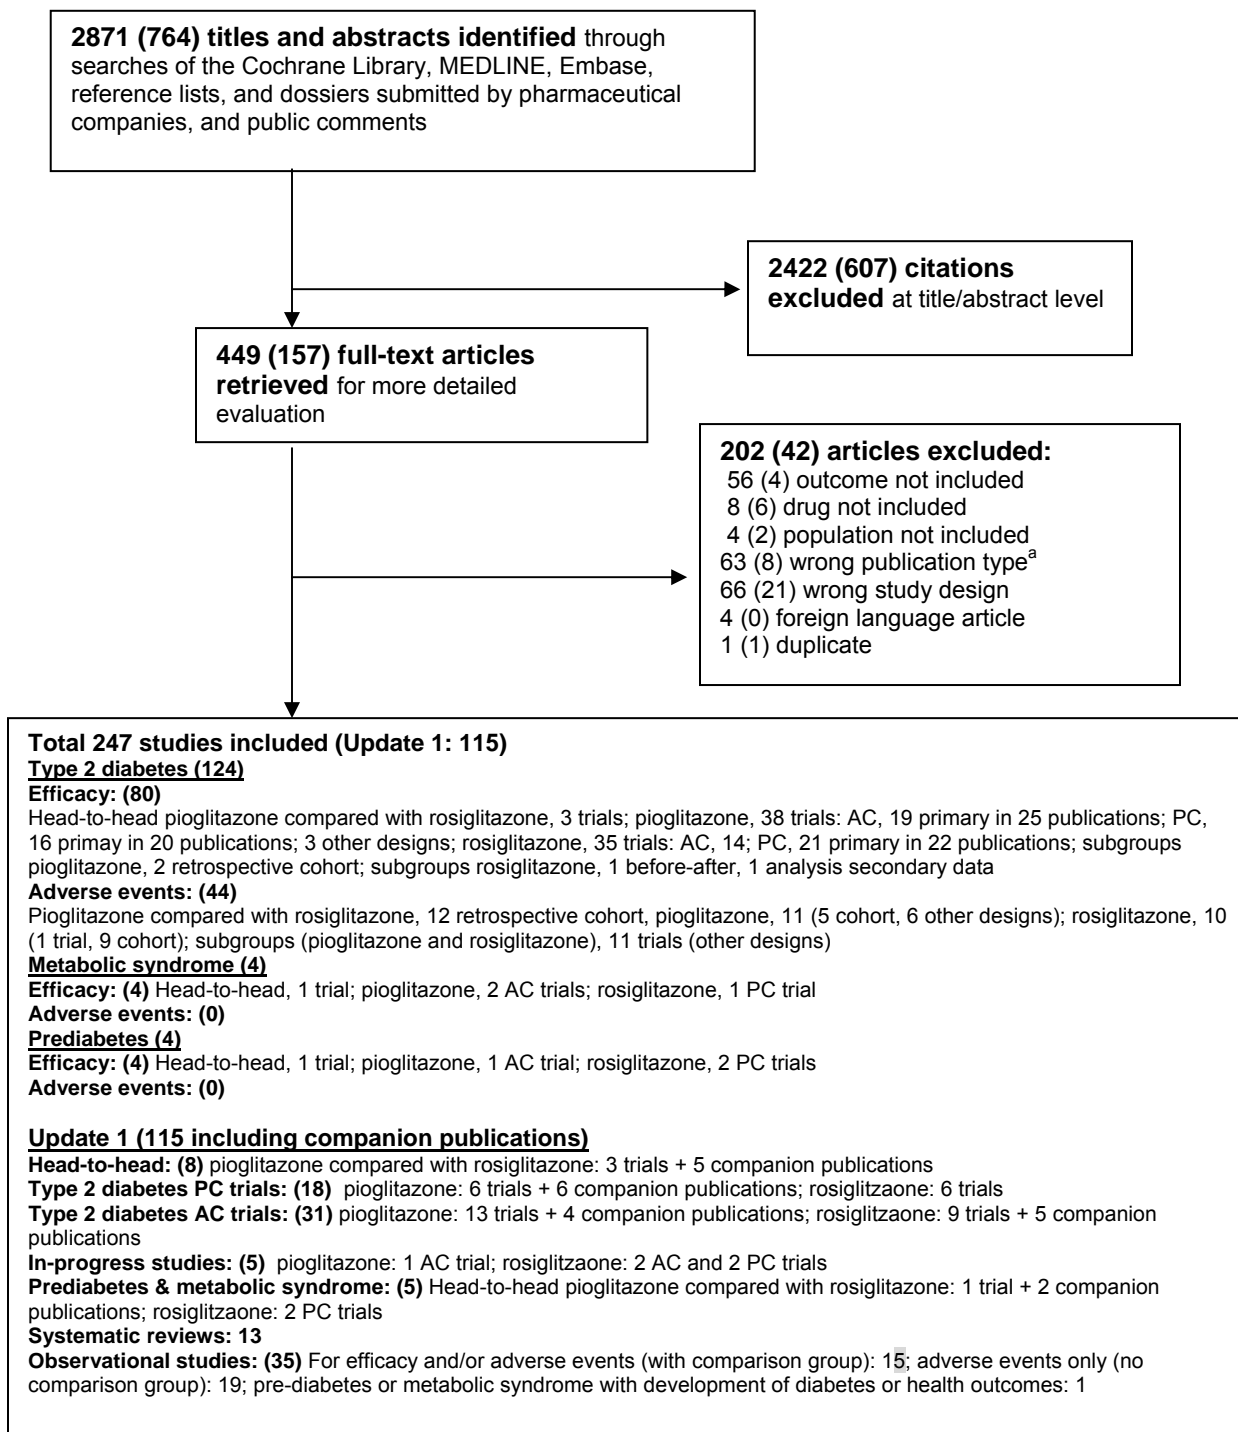 2871 (764) titles and abstracts identified through
searches of the Cochrane Library, MEDLINE, Embase,
reference lists, and dossiers submitted by pharmaceutical
companies, and public comments
2422 (607) citations
excluded at title/abstract level
449 (157) full-text articles
retrieved for more detailed
evaluation
202 (42) articles excluded:
56 (4) outcome not included
8 (6) drug not included
4 (2) population not included
63 (8) wrong publication typeᵃ
66 (21) wrong study design
4 (0) foreign language article
1 (1) duplicate
Total 247 studies included (Update 1: 115)
Type 2 diabetes (124)
Efficacy: (80)
Head-to-head pioglitazone compared with rosiglitazone, 3 trials; pioglitazone, 38 trials: AC, 19 primary in 25 publications; PC,
16 primay in 20 publications; 3 other designs; rosiglitazone, 35 trials: AC, 14; PC, 21 primary in 22 publications; subgroups
pioglitazone, 2 retrospective cohort; subgroups rosiglitazone, 1 before-after, 1 analysis secondary data
Adverse events: (44)
Pioglitazone compared with rosiglitazone, 12 retrospective cohort, pioglitazone, 11 (5 cohort, 6 other designs); rosiglitazone, 10
(1 trial, 9 cohort); subgroups (pioglitazone and rosiglitazone), 11 trials (other designs)
Metabolic syndrome (4)
Efficacy: (4) Head-to-head, 1 trial; pioglitazone, 2 AC trials; rosiglitazone, 1 PC trial
Adverse events: (0)
Prediabetes (4)
Efficacy: (4) Head-to-head, 1 trial; pioglitazone, 1 AC trial; rosiglitazone, 2 PC trials
Adverse events: (0)
Update 1 (115 including companion publications)
Head-to-head: (8) pioglitazone compared with rosiglitazone: 3 trials + 5 companion publications
Type 2 diabetes PC trials: (18) pioglitazone: 6 trials + 6 companion publications; rosiglitzaone: 6 trials
Type 2 diabetes AC trials: (31) pioglitazone: 13 trials + 4 companion publications; rosiglitzaone: 9 trials + 5 companion
publications
In-progress studies: (5) pioglitazone: 1 AC trial; rosiglitzaone: 2 AC and 2 PC trials
Prediabetes & metabolic syndrome: (5) Head-to-head pioglitazone compared with rosiglitazone: 1 trial + 2 companion
publications; rosiglitzaone: 2 PC trials
Systematic reviews: 13
Observational studies: (35) For efficacy and/or adverse events (with comparison group): 15; adverse events only (no
comparison group): 19; pre-diabetes or metabolic syndrome with development of diabetes or health outcomes: 1